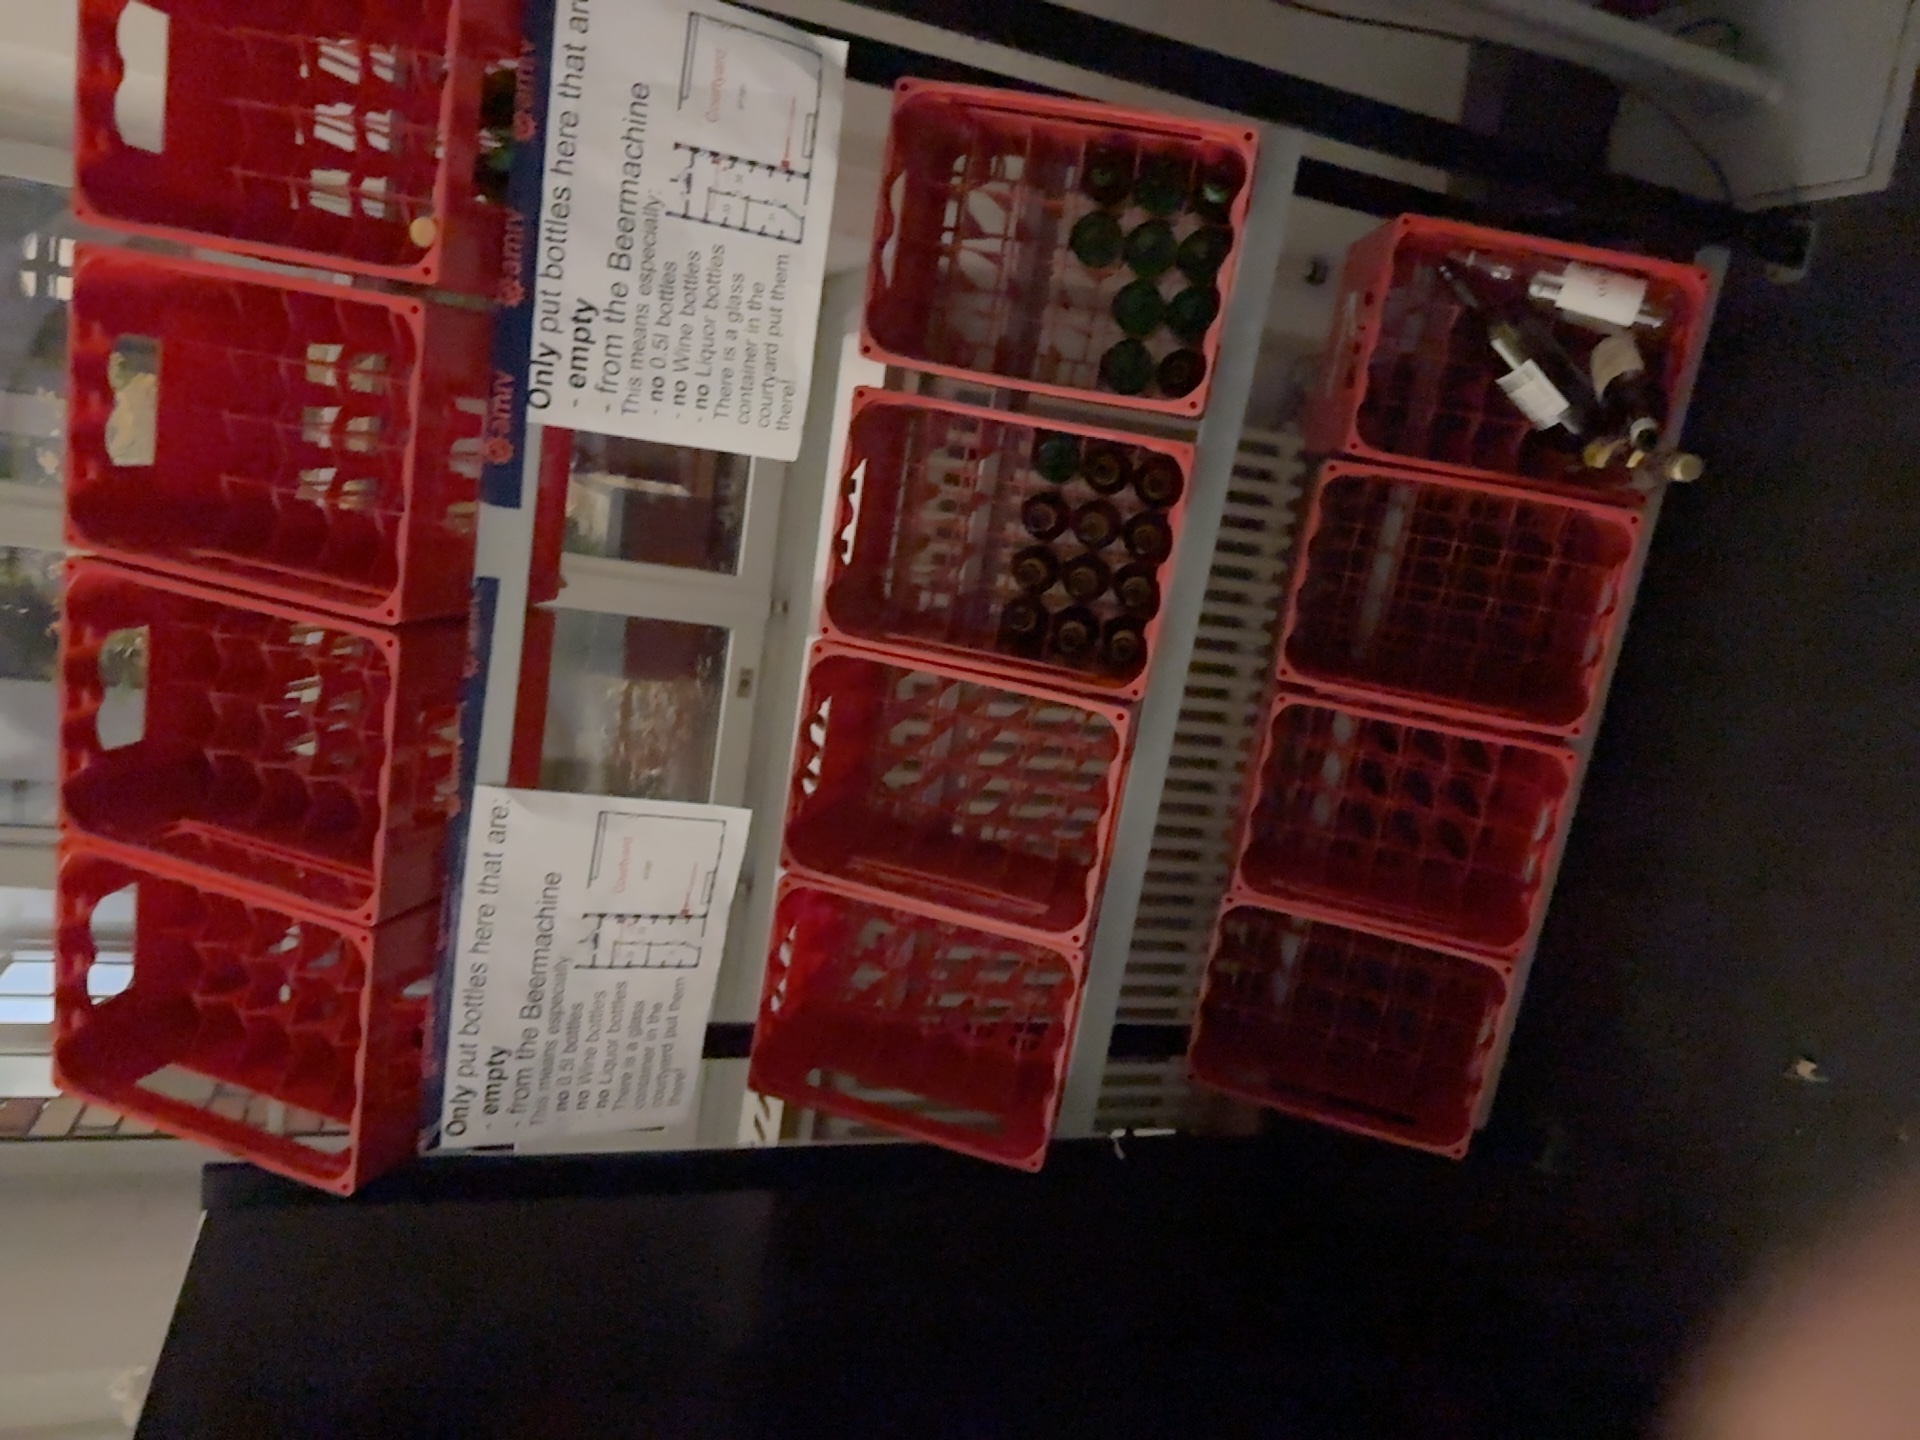 amiv
amiv
amiv
amiv
amiv
Only put bottles here that are:
- empty
- from the Beermachine
This means especially
- no 0.5l bottles
- no Wine bottles
- no Liquor bottles
There is a glass
container in the
courtyard put them
there!
Courtyard
Only put bottles here that ar
- empty
- from the Beermachine
This means especially:
- no 0.5l bottles
- no Wine bottles
- no Liquor bottles
There is a glass
container in the
courtyard put them
there!
Courtyard